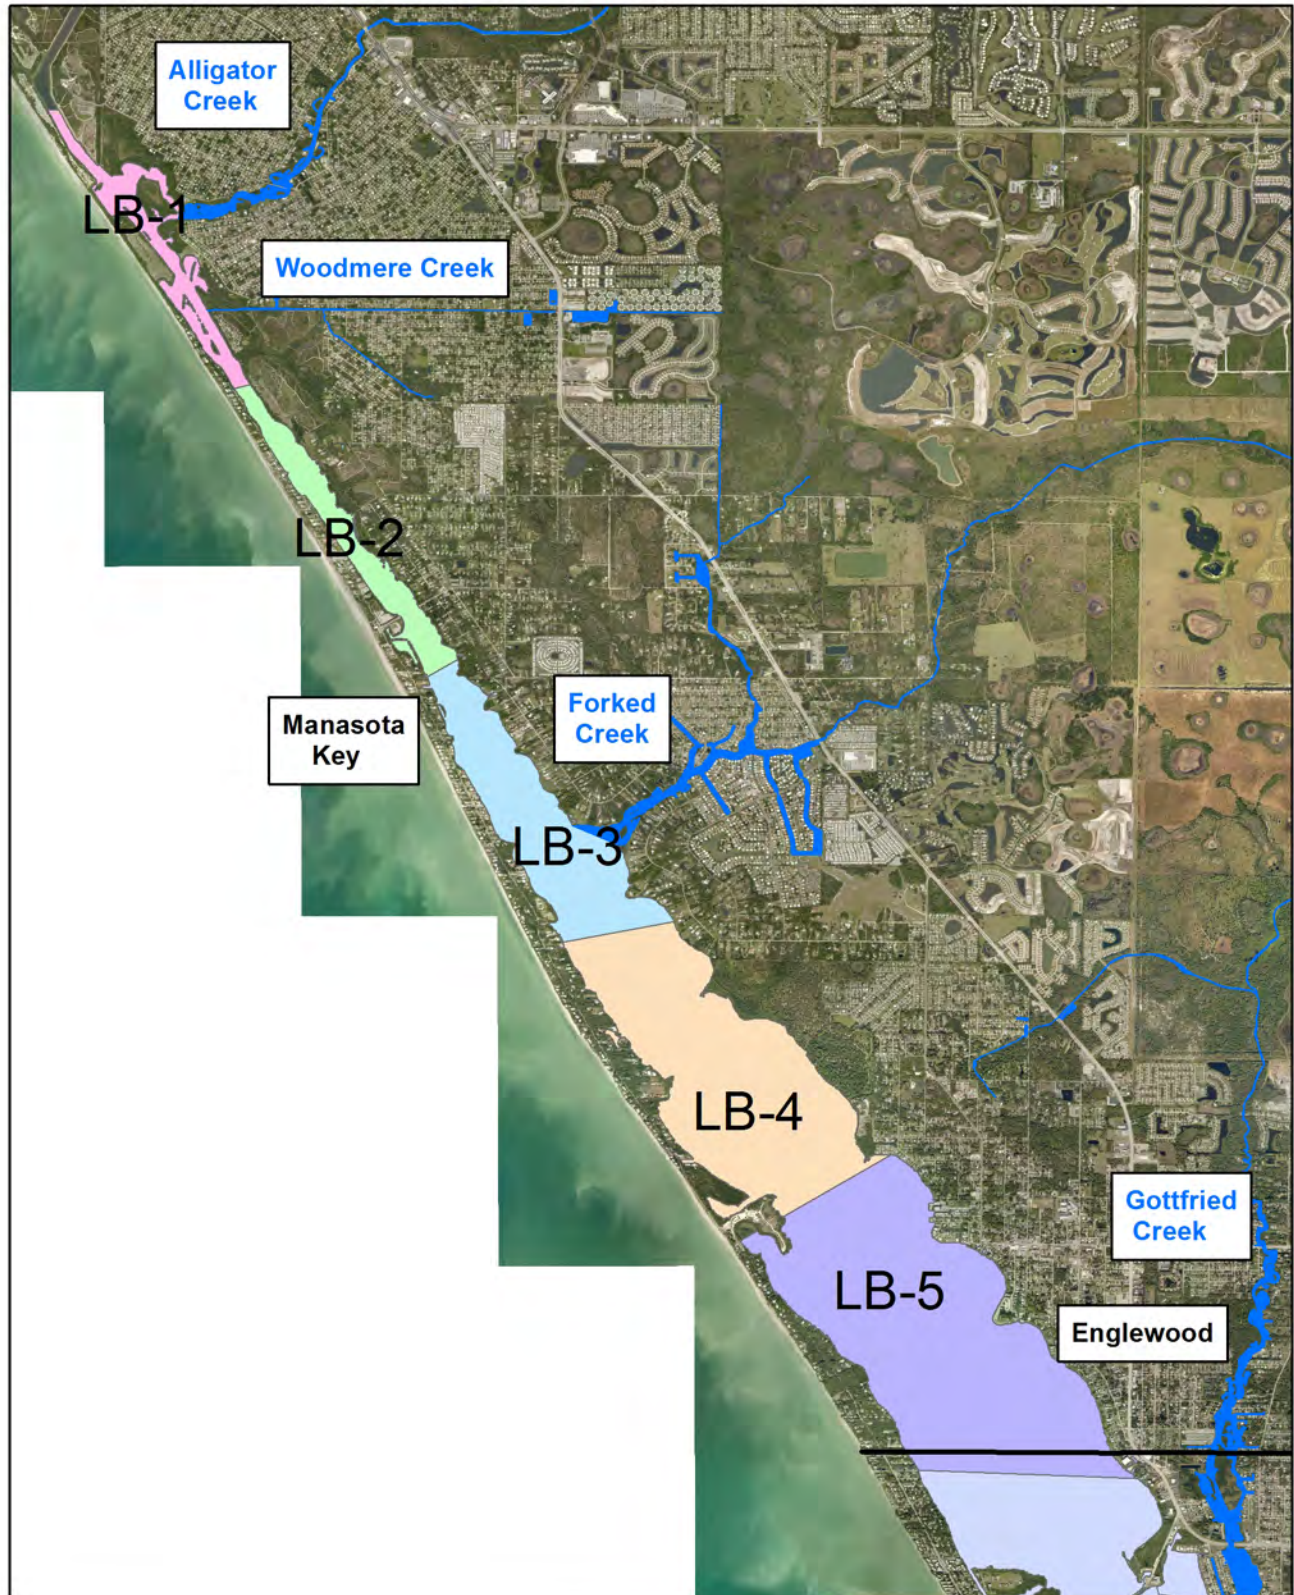 Alligator
Creek
LB-1
Woodmere Creek
LB-2
Forked
Creek
Manasota
Key
LB-3
LB-4
Gottfried
Creek
LB-5
Englewood